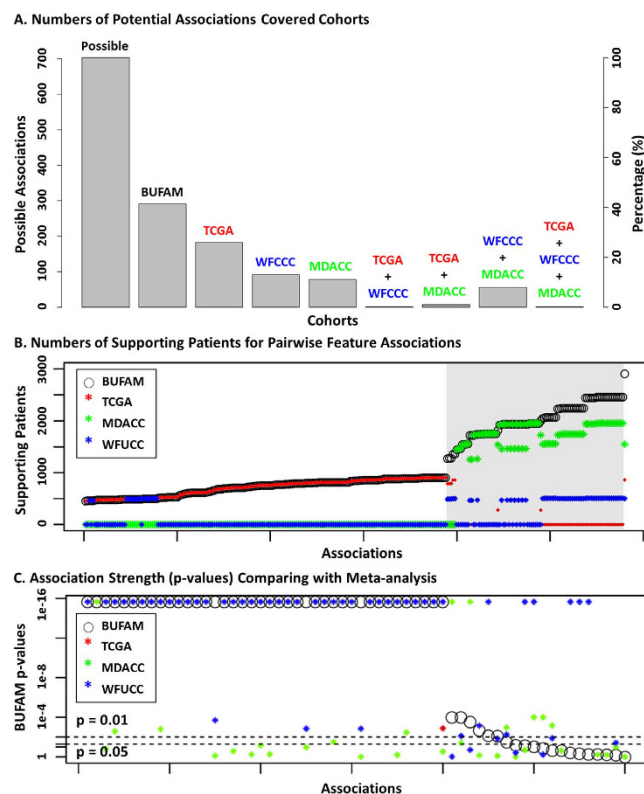 A. Numbers of Potential Associations Covered Cohorts
Possible Associations
700
600
500
400
300
200
100
0
Possible
BUFAM
TCGA
WFCCC
MDACC
TCGA
+
WFCCC
TCGA
+
MDACC
WFCCC
+
MDACC
TCGA
+
WFCCC
+
MDACC
100
80
60
40
20
0
Percentage (%)
Cohorts
B. Numbers of Supporting Patients for Pairwise Feature Associations
Supporting Patients
3000
2000
1000
0
BUFAM
TCGA
MDACC
WFUCC
Associations
C. Association Strength (p-values) Comparing with Meta-analysis
BUFAM p-values
1e-16
1e-8
1e-4
1
BUFAM
TCGA
MDACC
WFUCC
p = 0.01
p = 0.05
Associations